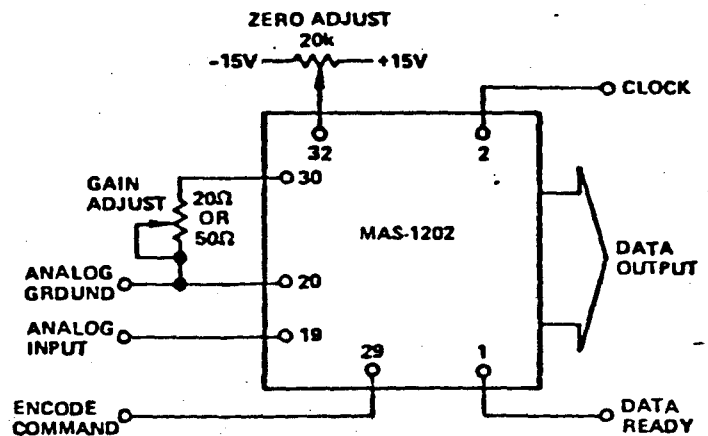 ZERO ADJUST
20k
-15V
+15V
CLOCK
32
2
30
GAIN
ADJUST
20Ω
OR
50Ω
MAS-1202
DATA
OUTPUT
ANALOG
GRDUND
20
ANALOG
INPUT
19
29
1
ENCODE
COMMAND
DATA
READY